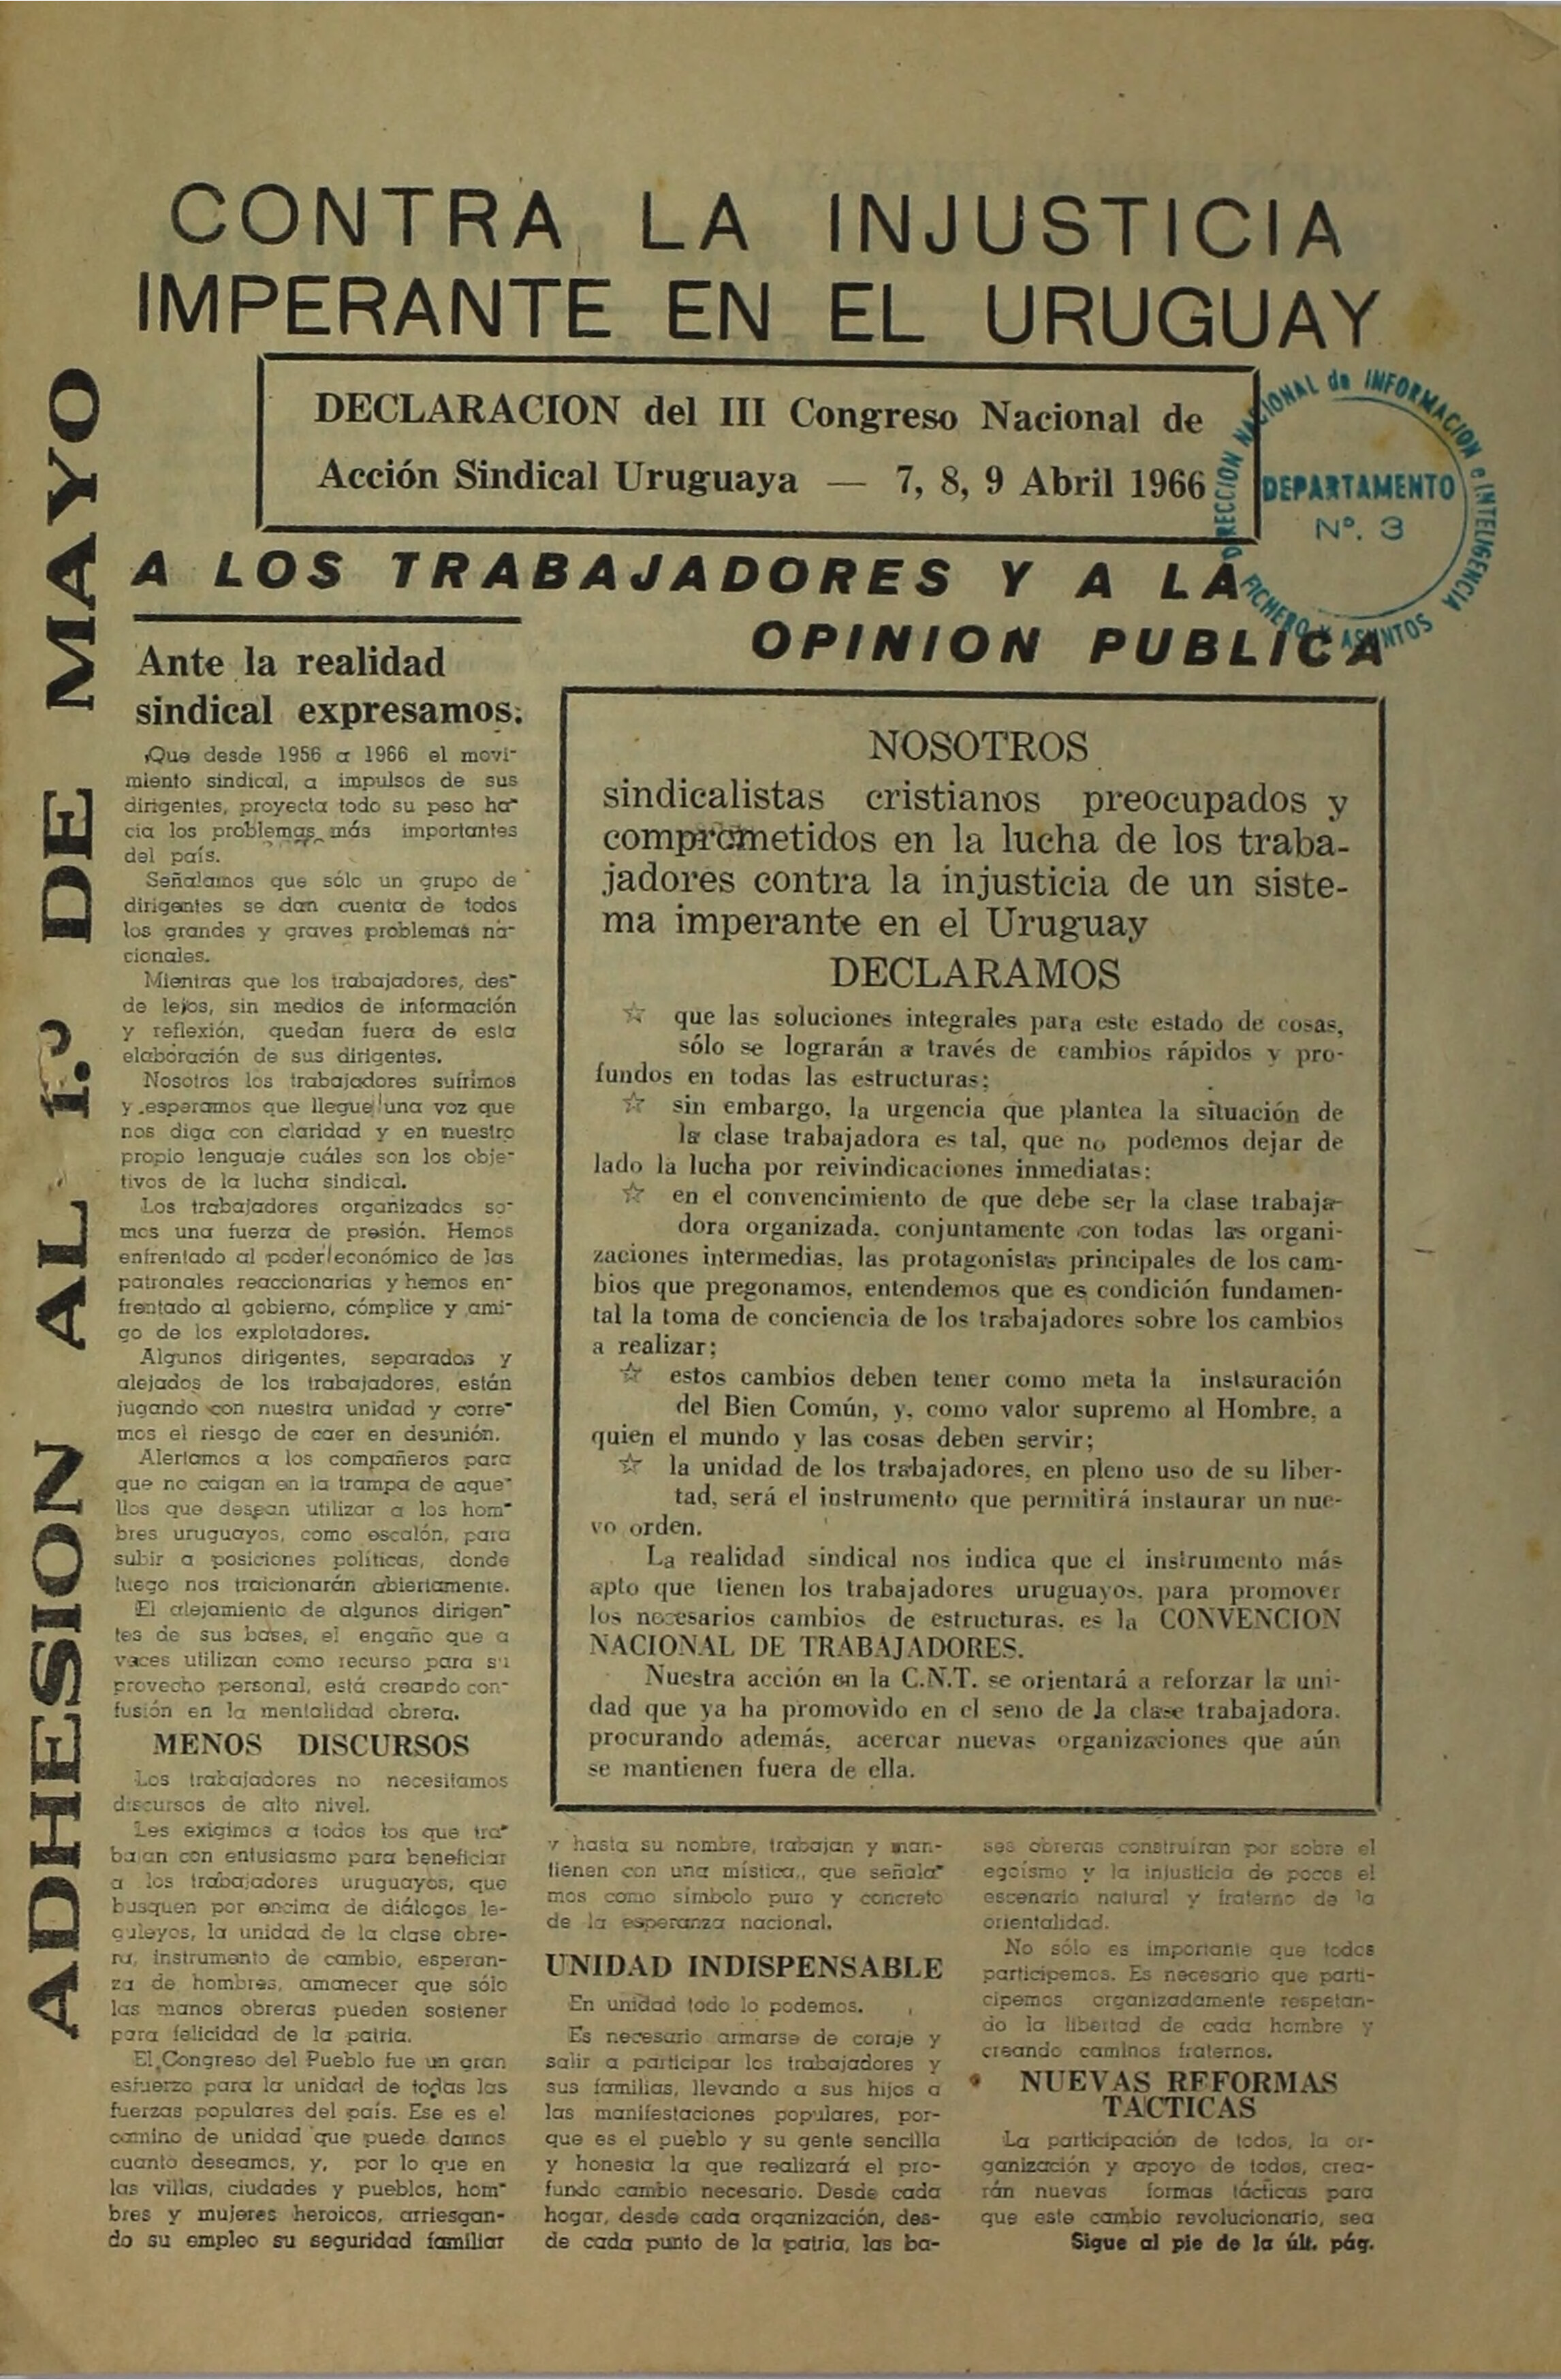 CONTRA LA INJUSTICIA
IMPERANTE EN EL URUGUAY
DECLARACION del III Congreso Nacional de
Acción Sindical Uruguaya — 7, 8, 9 Abril 1966
DIRECCION NACIONAL de INFORMACION e INTELIGENCIA
DEPARTAMENTO
Nº. 3
FICHERO Y ASUNTOS
ADHESION AL 1.º DE MAYO
A LOS TRABAJADORES Y A LA
OPINION PUBLICA
Ante la realidad
sindical expresamos:
Que desde 1956 a 1966 el movi-
miento sindical, a impulsos de sus
dirigentes, proyecta todo su peso ha-
cia los problemas más importantes
del país.
Señalamos que sólo un grupo de
dirigentes se dan cuenta de todos
los grandes y graves problemas na-
cionales.
Mientras que los trabajadores, des-
de lejos, sin medios de información
y reflexión, quedan fuera de esta
elaboración de sus dirigentes.
Nosotros los trabajadores sufrimos
y esperamos que llegue una voz que
nos diga con claridad y en nuestro
propio lenguaje cuáles son los obje-
tivos de la lucha sindical.
Los trabajadores organizados so-
mos una fuerza de presión. Hemos
enfrentado al poder económico de las
patronales reaccionarias y hemos en-
frentado al gobierno, cómplice y ami-
go de los explotadores.
Algunos dirigentes, separados y
alejados de los trabajadores, están
jugando con nuestra unidad y corre-
mos el riesgo de caer en desunión.
Alertamos a los compañeros para
que no caigan en la trampa de aque-
llos que desean utilizar a los hom-
bres uruguayos, como escalón, para
subir a posiciones políticas, donde
luego nos traicionarán abiertamente.
El alejamiento de algunos dirigen-
tes de sus bases, el engaño que a
veces utilizan como recurso para su
provecho personal, está creando con-
fusión en la mentalidad obrera.
MENOS DISCURSOS
Los trabajadores no necesitamos
discursos de alto nivel.
Les exigimos a todos los que tra-
bajan con entusiasmo para beneficiar
a los trabajadores uruguayos, que
busquen por encima de diálogos le-
guleyos, la unidad de la clase obre-
ra, instrumento de cambio, esperan-
za de hombres, amanecer que sólo
las manos obreras pueden sostener
para felicidad de la patria.
El Congreso del Pueblo fue un gran
esfuerzo para la unidad de todas las
fuerzas populares del país. Ese es el
camino de unidad que puede darnos
cuanto deseamos, y, por lo que en
las villas, ciudades y pueblos, hom-
bres y mujeres heroicos, arriesgan-
do su empleo su seguridad familiar
NOSOTROS
sindicalistas cristianos preocupados y
comprometidos en la lucha de los traba-
jadores contra la injusticia de un siste-
ma imperante en el Uruguay
DECLARAMOS
☆ que las soluciones integrales para este estado de cosas,
sólo se lograrán a través de cambios rápidos y pro-
fundos en todas las estructuras;
☆ sin embargo, la urgencia que plantea la situación de
la clase trabajadora es tal, que no podemos dejar de
lado la lucha por reivindicaciones inmediatas;
☆ en el convencimiento de que debe ser la clase trabaja-
dora organizada, conjuntamente con todas las organi-
zaciones intermedias, las protagonistas principales de los cam-
bios que pregonamos, entendemos que es condición fundamen-
tal la toma de conciencia de los trabajadores sobre los cambios
a realizar;
☆ estos cambios deben tener como meta la instauración
del Bien Común, y, como valor supremo al Hombre, a
quien el mundo y las cosas deben servir;
☆ la unidad de los trabajadores, en pleno uso de su liber-
tad, será el instrumento que permitirá instaurar un nue-
vo orden.
La realidad sindical nos indica que el instrumento más
apto que tienen los trabajadores uruguayos, para promover
los necesarios cambios de estructuras, es la CONVENCION
NACIONAL DE TRABAJADORES.
Nuestra acción en la C.N.T. se orientará a reforzar la uni-
dad que ya ha promovido en el seno de la clase trabajadora,
procurando además, acercar nuevas organizaciones que aún
se mantienen fuera de ella.
y hasta su nombre, trabajan y man-
tienen con una mística, que señala-
mos como símbolo puro y concreto
de la esperanza nacional.
UNIDAD INDISPENSABLE
En unidad todo lo podemos.
Es necesario armarse de coraje y
salir a participar los trabajadores y
sus familias, llevando a sus hijos a
las manifestaciones populares, por-
que es el pueblo y su gente sencilla
y honesta la que realizará el pro-
fundo cambio necesario. Desde cada
hogar, desde cada organización, des-
de cada punto de la patria, las ba-
ses obreras construirán por sobre el
egoísmo y la injusticia de pocos el
escenario natural y fraterno de la
orientalidad.
No sólo es importante que todos
participemos. Es necesario que parti-
cipemos organizadamente respetan-
do la libertad de cada hombre y
creando caminos fraternos.
NUEVAS REFORMAS
TACTICAS
La participación de todos, la or-
ganización y apoyo de todos, crea-
rán nuevas formas tácticas para
que este cambio revolucionario, sea
Sigue al pie de la últ. pág.